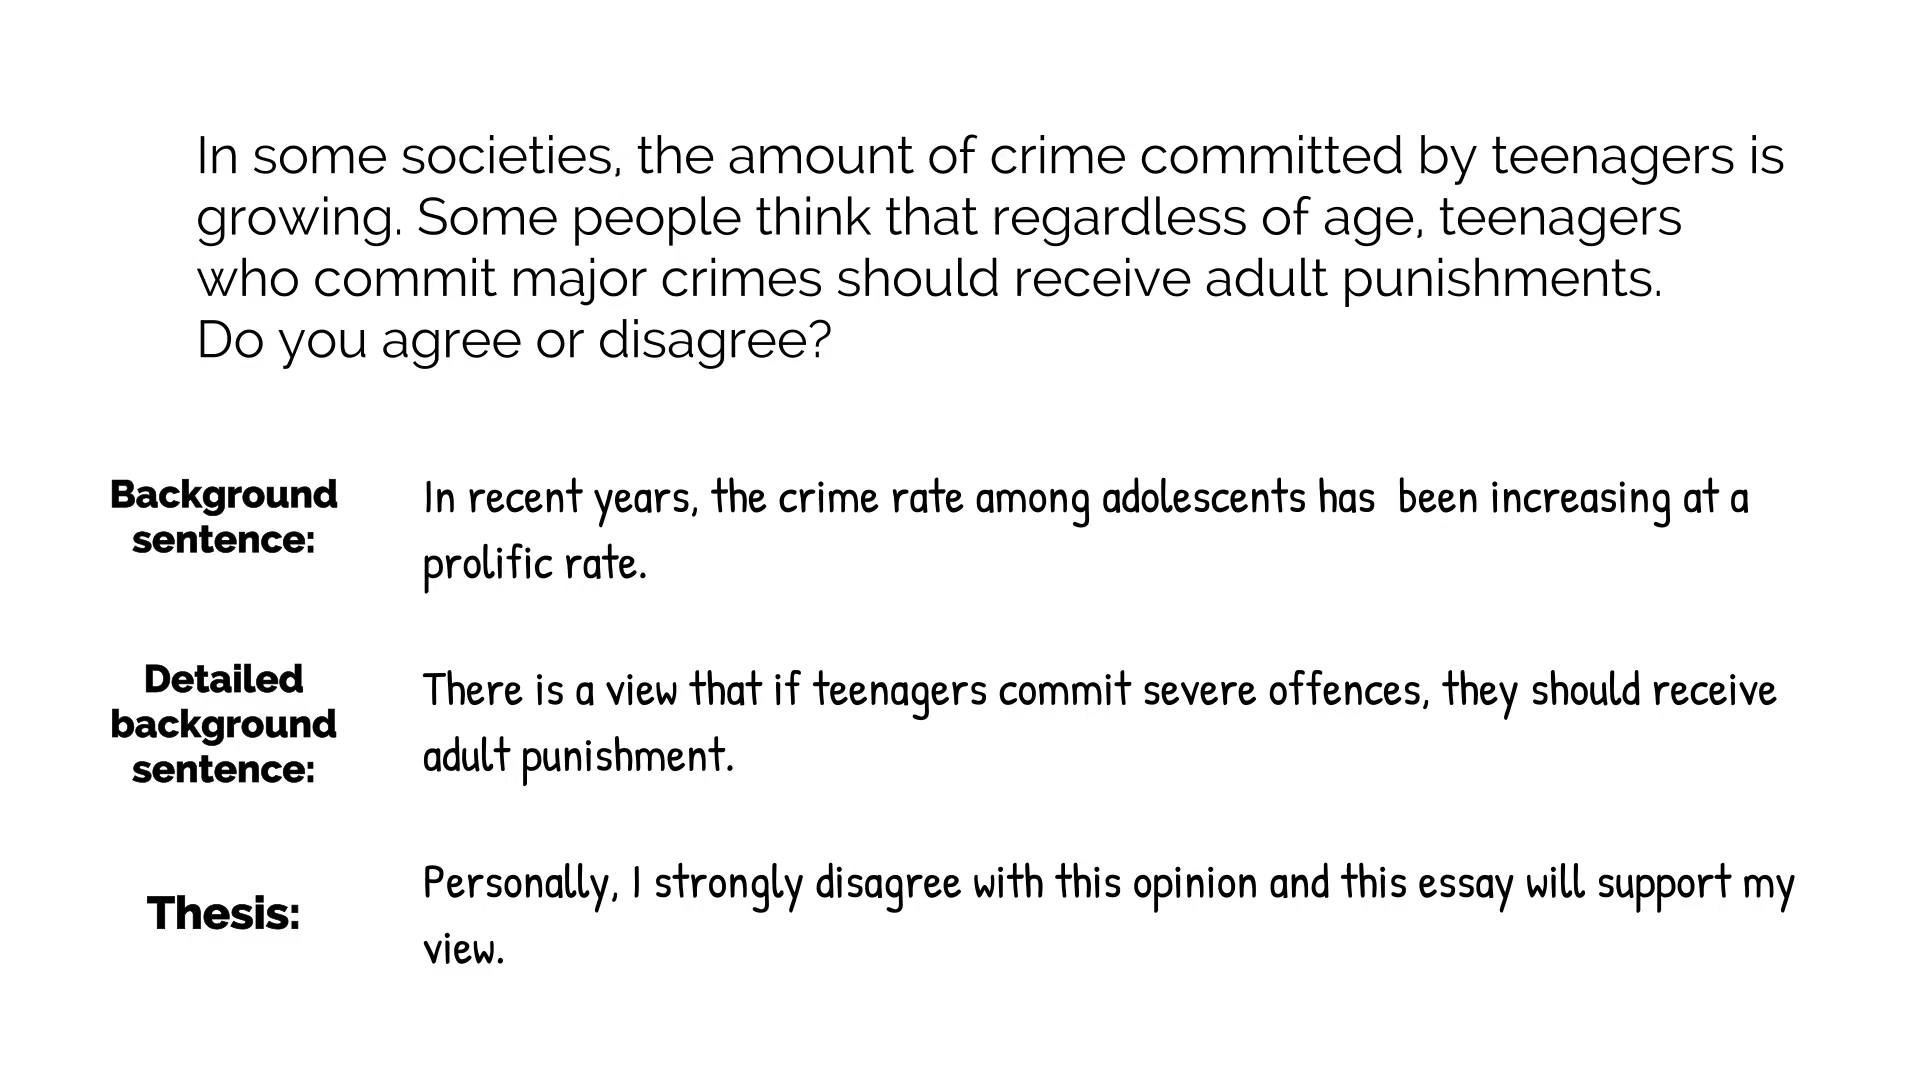 In some societies, the amount of crime committed by teenagers is
growing. Some people think that regardless of age, teenagers
who commit major crimes should receive adult punishments.
Do you agree or disagree?
Background
sentence:
In recent years, the crime rate among adolescents has been increasing at a
prolific rate.
Detailed
background
sentence:
There is a view that if teenagers commit severe offences, they should receive
adult punishment.
Thesis:
Personally, I strongly disagree with this opinion and this essay will support my
view.